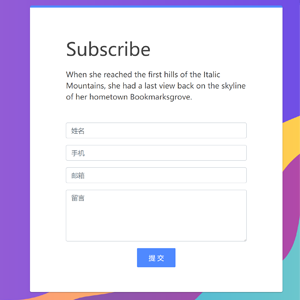 Subscribe
When she reached the first hills of the Italic
Mountains, she had a last view back on the skyline
of her hometown Bookmarksgrove.
姓名
手机
邮箱
留言
提 交